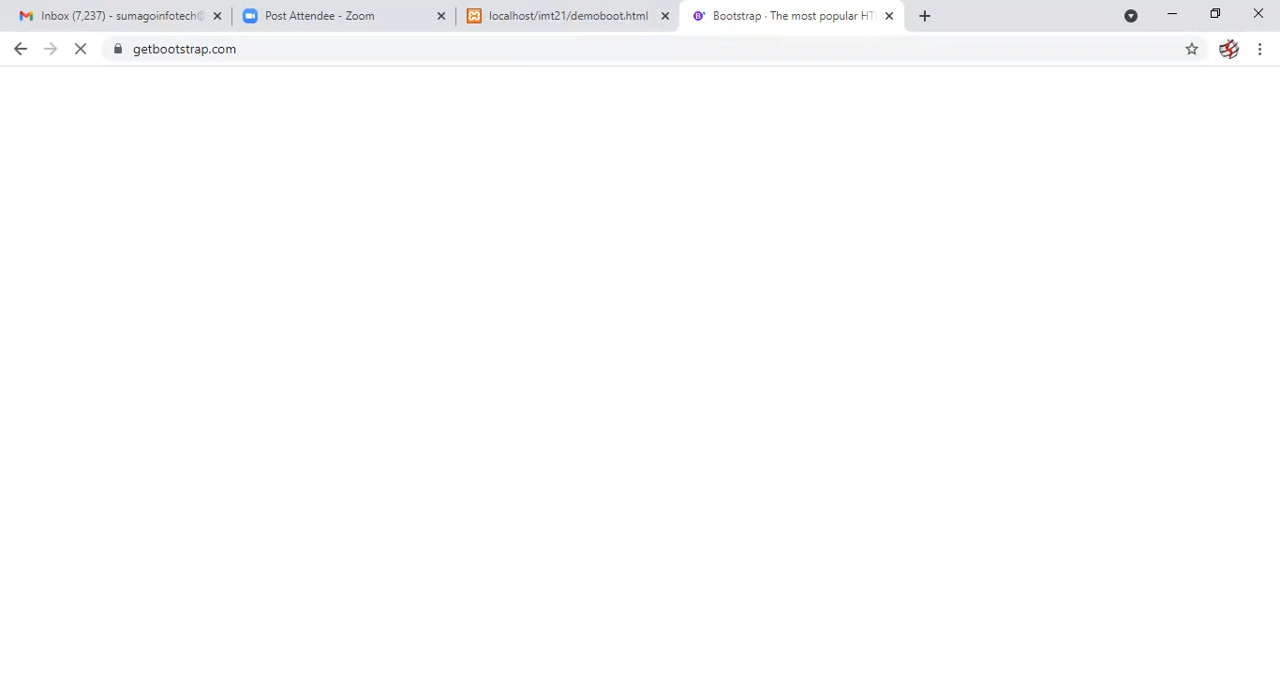 Inbox (7,237) - sumagoinfotech@
Post Attendee - Zoom
localhost/imt21/demoboot.html
Bootstrap · The most popular HT
getbootstrap.com